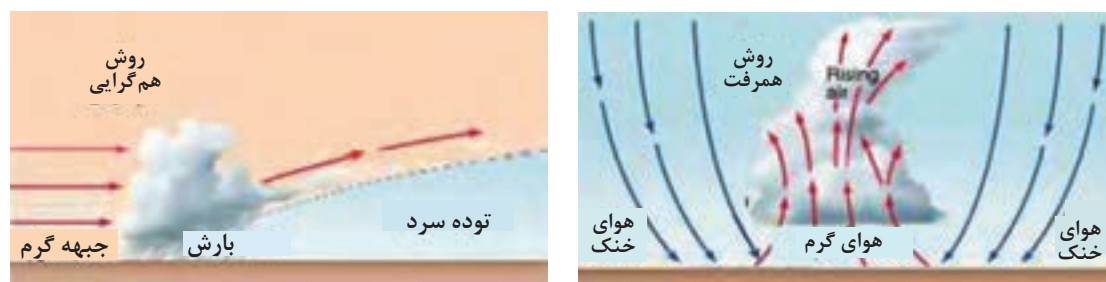 روش
همرفت
Rising
air
هوای
خنک
هوای گرم
هوای
خنک
روش
هم‌گرایی
توده سرد
بارش
جبهه گرم